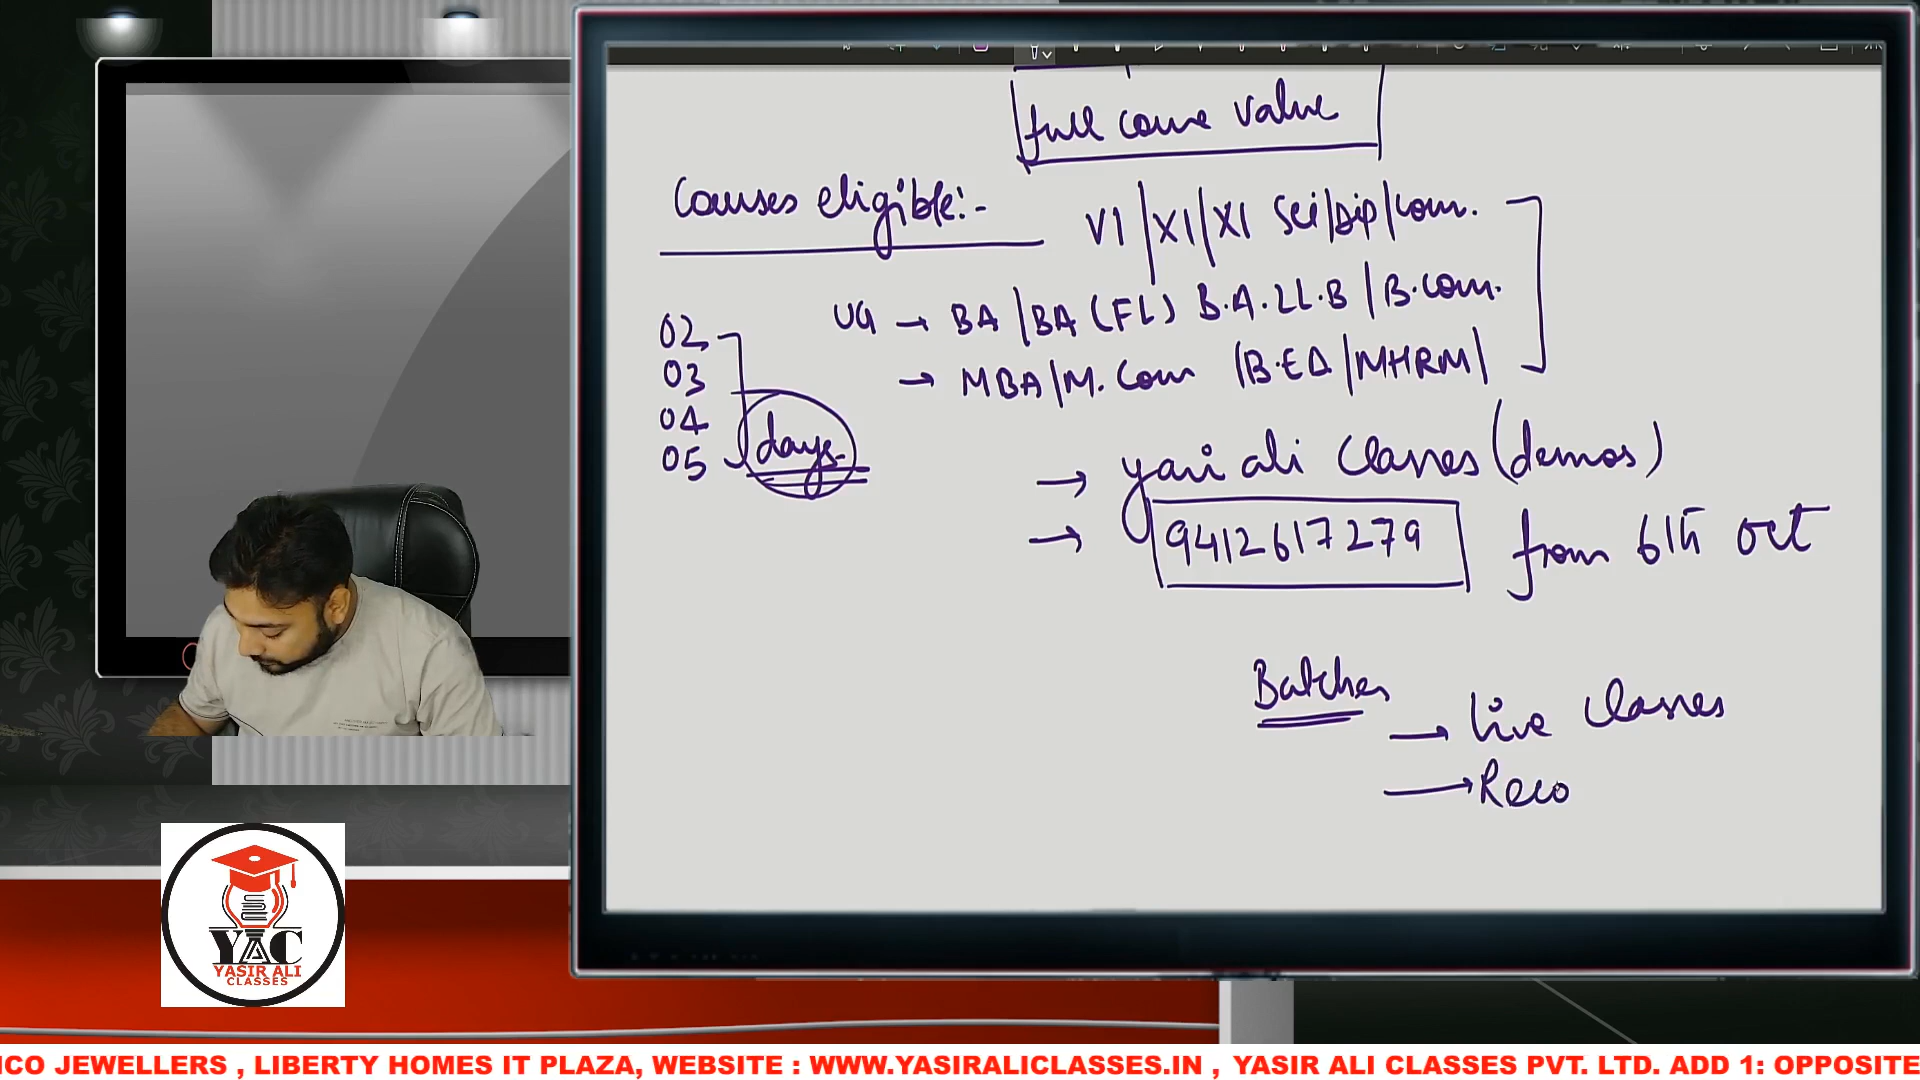 full course value
Courses eligible:-
VI/XI/XI Sci/Dip/Com.
UG → BA/BA (FL) B.A.LL.B/B.Com.
→ MBA/M.Com /B.ED/MHRM/
02
03
04
05
days
→ yasir ali classes (demos)
→ 9412617279 from 6th oct
Batches
→ Live classes
→ Reco
YAC
YASIR ALI
CLASSES
ICO JEWELLERS , LIBERTY HOMES IT PLAZA, WEBSITE : WWW.YASIRALICLASSES.IN , YASIR ALI CLASSES PVT. LTD. ADD 1: OPPOSITE